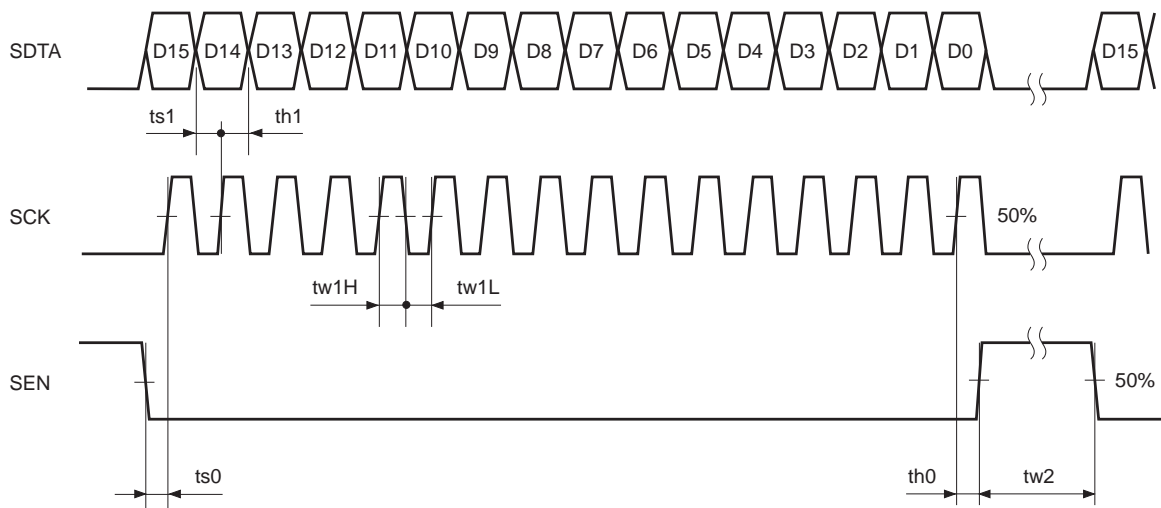 SDTA D15 D14 D13 D12 D11 D10 D9 D8 D7 D6 D5 D4 D3 D2 D1 D0 D15
ts1 th1
SCK 50%
tw1H tw1L
SEN 50%
ts0 th0 tw2